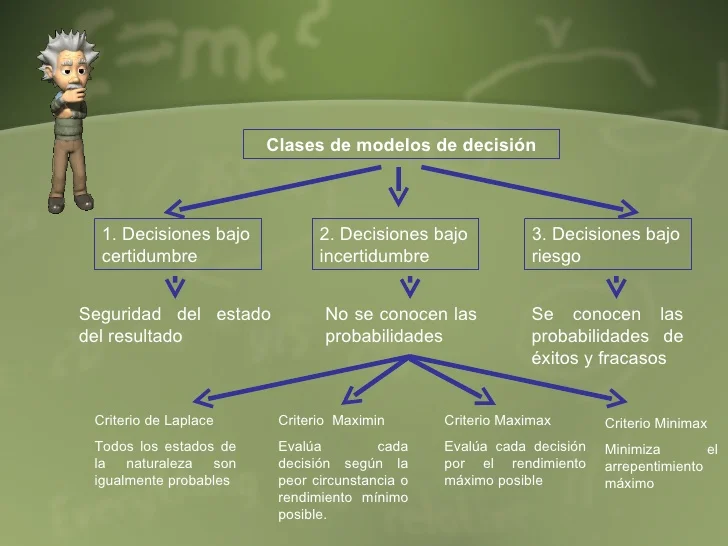 =mc²
Clases de modelos de decisión
1. Decisiones bajo
certidumbre
2. Decisiones bajo
incertidumbre
3. Decisiones bajo
riesgo
Seguridad del estado
del resultado
No se conocen las
probabilidades
Se conocen las
probabilidades de
éxitos y fracasos
Criterio de Laplace
Todos los estados de
la naturaleza son
igualmente probables
Criterio Maximin
Evalúa cada
decisión según la
peor circunstancia o
rendimiento mínimo
posible.
Criterio Maximax
Evalúa cada decisión
por el rendimiento
máximo posible
Criterio Minimax
Minimiza el
arrepentimiento
máximo